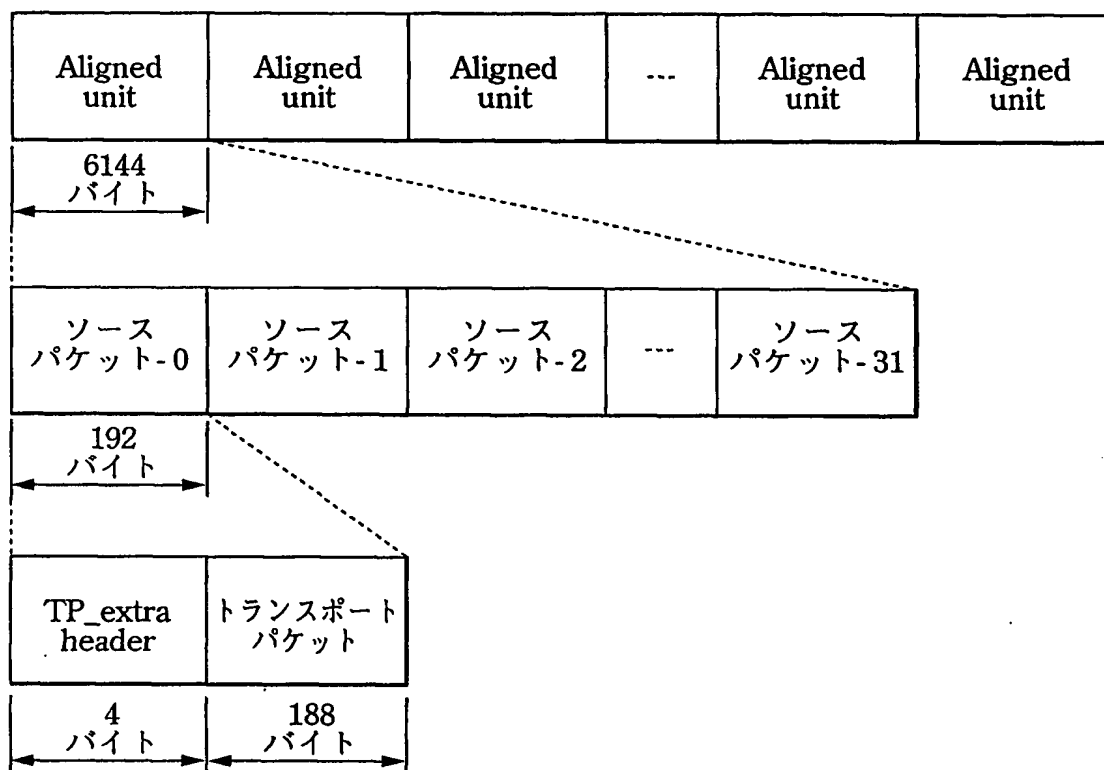 Aligned
unit
Aligned
unit
Aligned
unit
---
Aligned
unit
Aligned
unit
6144
バイト
ソース
パケット-0
ソース
パケット-1
ソース
パケット-2
---
ソース
パケット-31
192
バイト
TP_extra
header
トランスポート
パケット
4
バイト
188
バイト